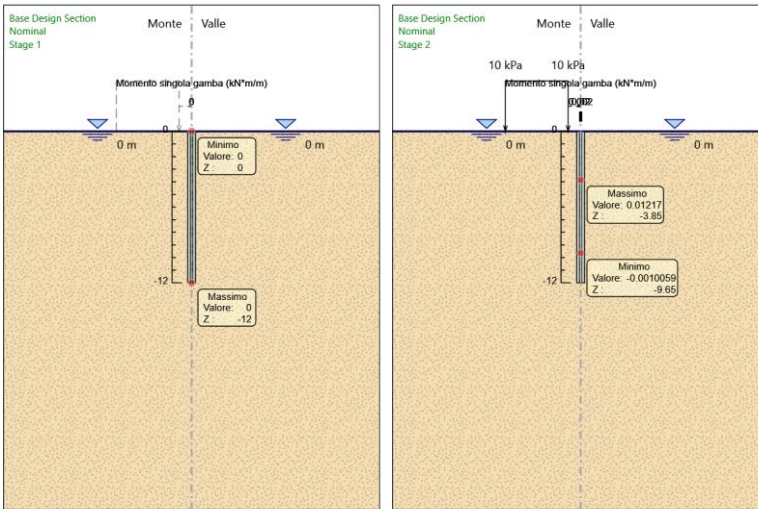 Base Design Section
Nominal
Stage 1
Monte Valle
Momento singola gamba (kN*m/m)
0
0
0 m
0 m
Minimo
Valore: 0
Z : 0
-12
Massimo
Valore: 0
Z : -12
Base Design Section
Nominal
Stage 2
Monte Valle
10 kPa 10 kPa
Momento singola gamba (kN*m/m)
0
0 m
0 m
Massimo
Valore: 0.01217
Z : -3.85
-12
Minimo
Valore: -0.0010059
Z : -9.65